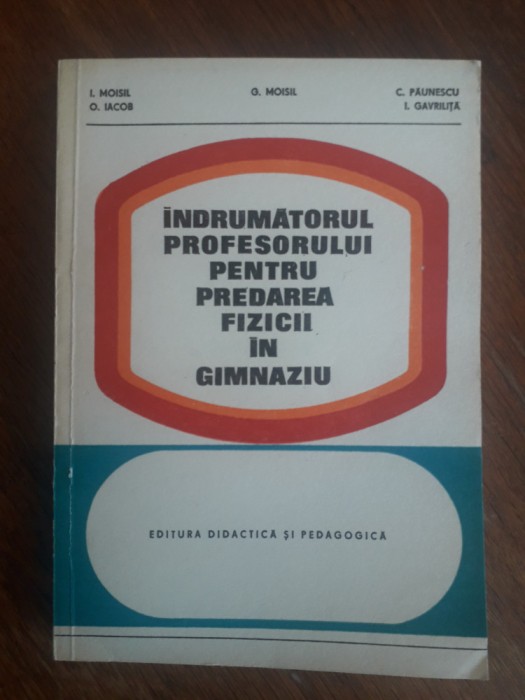 I. MOISIL G. MOISIL C. PĂUNESCU
O. IACOB I. GAVRILIȚĂ
ÎNDRUMĂTORUL
PROFESORULUI
PENTRU
PREDAREA
FIZICII
ÎN
GIMNAZIU
EDITURA DIDACTICĂ ȘI PEDAGOGICĂ